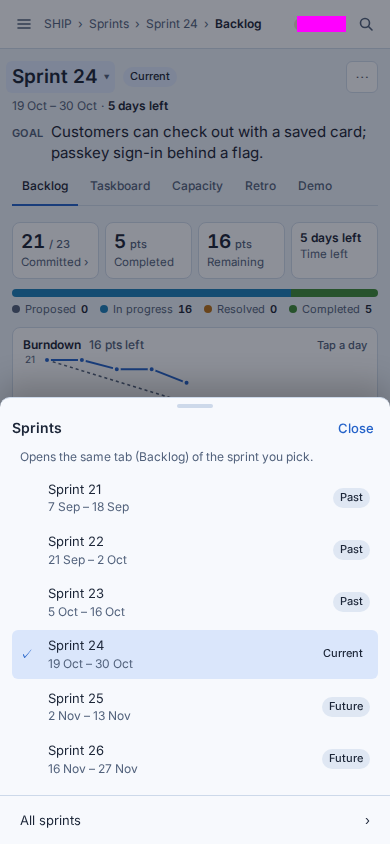 SHIP › Sprints › Sprint 24 › Backlog
Sprint 24 ▾ Current ...
19 Oct – 30 Oct · 5 days left
GOAL Customers can check out with a saved card;
passkey sign-in behind a flag.
Backlog Taskboard Capacity Retro Demo
21 / 23 5 pts 16 pts 5 days left
Committed › Completed Remaining Time left
Proposed 0 In progress 16 Resolved 0 Completed 5
Burndown 16 pts left Tap a day
21
Sprints Close
Opens the same tab (Backlog) of the sprint you pick.
Sprint 21
7 Sep – 18 Sep Past
Sprint 22
21 Sep – 2 Oct Past
Sprint 23
5 Oct – 16 Oct Past
✓ Sprint 24
19 Oct – 30 Oct Current
Sprint 25
2 Nov – 13 Nov Future
Sprint 26
16 Nov – 27 Nov Future
All sprints ›